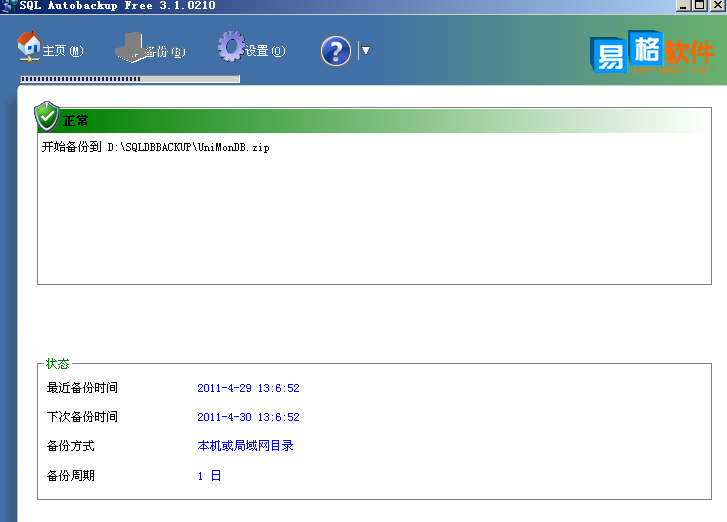 SQL Autobackup Free 3.1.0210
主页(M) 备份(B) 设置(O) ?
易格软件
正常
开始备份到 D:\SQLDBBACKUP\UniMonDB.zip
状态
最近备份时间 2011-4-29 13:6:52
下次备份时间 2011-4-30 13:6:52
备份方式 本机或局域网目录
备份周期 1 日